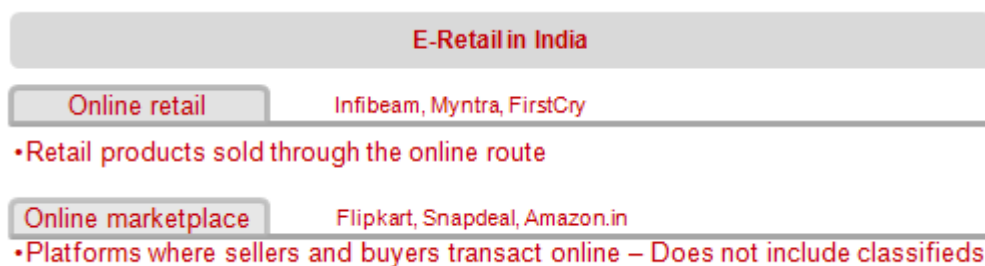 E-Retail in India
Online retail Infibeam, Myntra, FirstCry
•Retail products sold through the online route
Online marketplace Flipkart, Snapdeal, Amazon.in
•Platforms where sellers and buyers transact online – Does not include classifieds